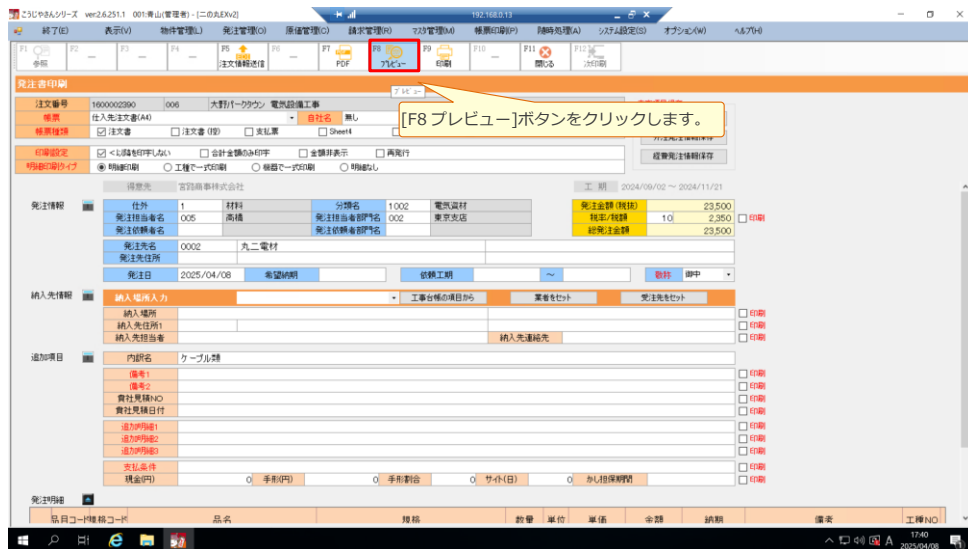 こうじやさんシリーズ ver2.6.251.1 001:青山(管理者) - [二の丸EXv2] 192.168.0.13
終了(E) 表示(V) 物件管理(L) 発注管理(O) 原価管理(C) 請求管理(R) マスタ管理(M) 帳票印刷(P) 随時処理(A) システム設定(S) オプション(W) ヘルプ(H)
F1 F2 F3 F4 F5 F6 F7 F8 F9 F10 F11 F12
参照 注文情報送信 PDF プレビュー 印刷 閉じる 次印刷
発注書印刷
プレビュー
[F8 プレビュー]ボタンをクリックします。
注文番号 1600002390 006 大野パークタウン 電気設備工事
帳票 仕入先注文書(A4) 自社名 無し
帳票種類 注文書 注文書(控) 支払票 Sheet4
印刷設定 <以降を印字しない 合計金額のみ印字 金額非表示 再発行
経費発注情報保存
明細印刷タイプ 明細印刷 工種で一式印刷 機器で一式印刷 明細なし
得意先 宮路商事株式会社 工 期 2024/09/02 ～ 2024/11/21
発注情報 仕外 1 材料 分類名 1002 電気資材 発注金額(税抜) 23,500
発注担当者名 005 高橋 発注担当者部門名 002 東京支店 税率/税額 10 2,350 印刷
発注依頼者名 発注依頼者部門名 総発注金額 23,500
発注先名 0002 丸二電材
発注先住所
発注日 2025/04/08 希望納期 依頼工期 ～ 敬称 御中
納入先情報 納入場所入力 工事台帳の項目から 業者をセット 受注先をセット
納入場所 印刷
納入先住所1 印刷
納入先担当者 納入先連絡先 印刷
追加項目 内訳名 ケーブル類
備考1 印刷
備考2 印刷
貴社見積NO 印刷
貴社見積日付 印刷
追加明細1 印刷
追加明細2 印刷
追加明細3 印刷
支払条件 印刷
現金(円) 0 手形(円) 0 手形割合 0 サイト(日) 0 かし担保期間 印刷
発注明細
品目コード 規格コード 品名 規格 数量 単位 単価 金額 納期 備考 工種NO
A 17:40
2025/04/08